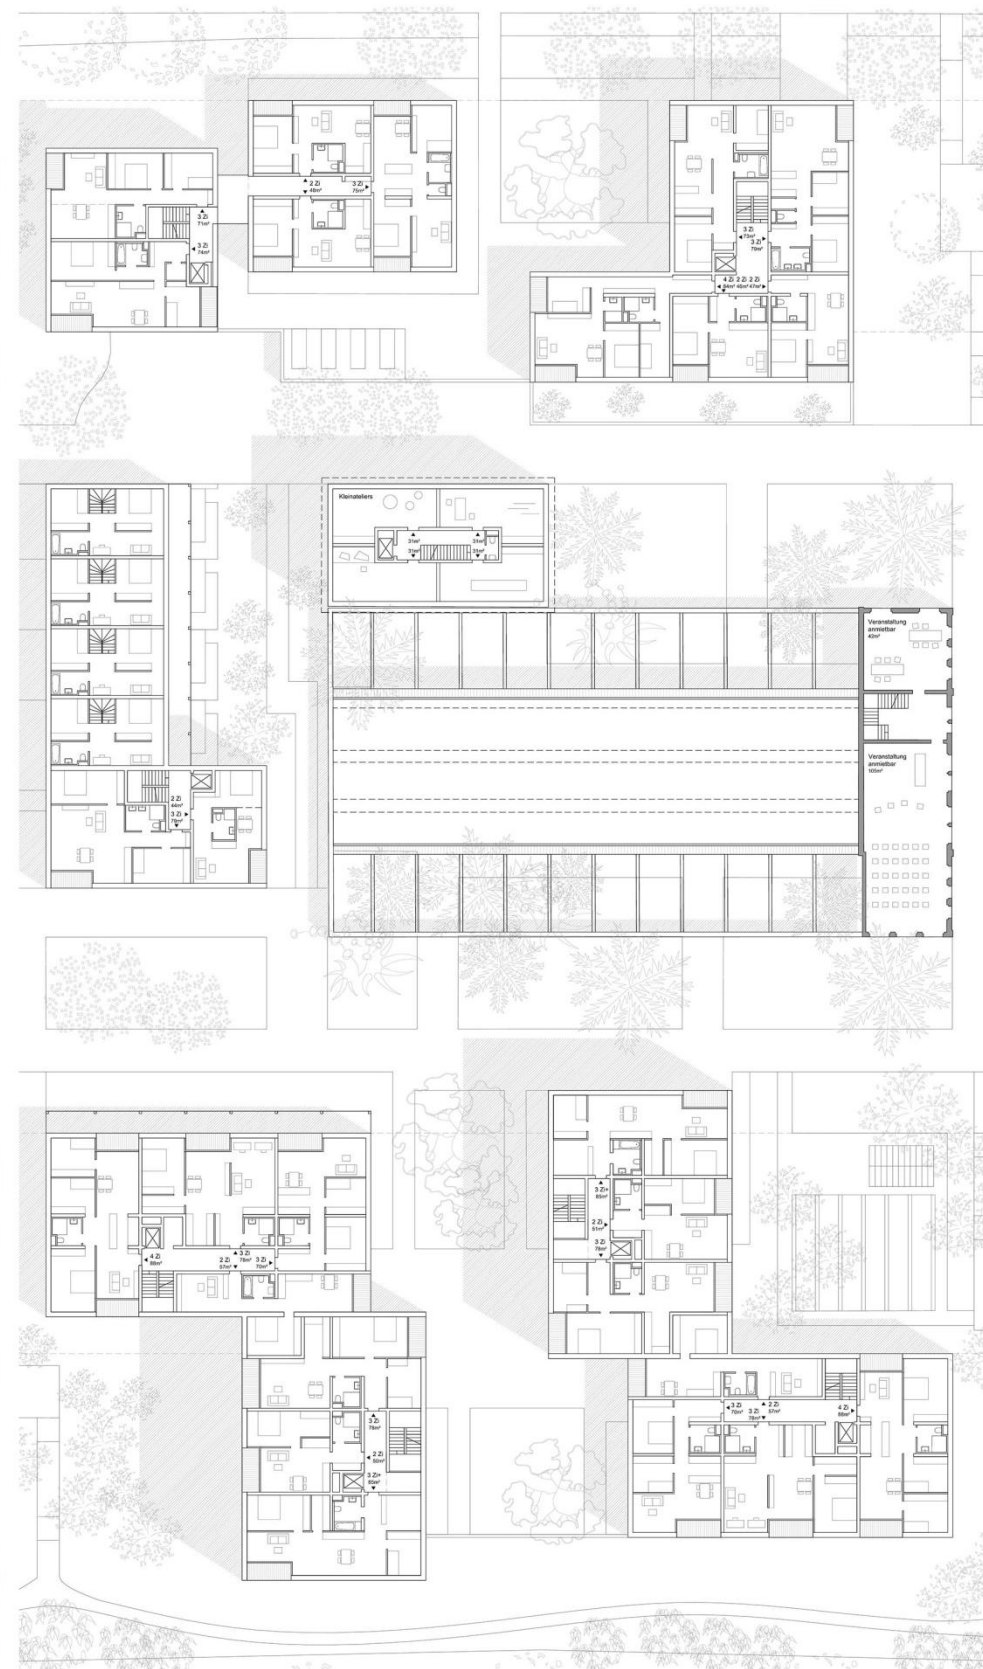 2 Zi
48m²
3 Zi
75m²
3 Zi
71m²
3 Zi
74m²
3 Zi
73m²
3 Zi
79m²
4 Zi 2 Zi 2 Zi
94m² 48m² 47m²
Kleinateliers
31m²
31m²
31m²
31m²
Veranstaltung
anmietbar
42m²
Veranstaltung
anmietbar
105m²
2 Zi
44m²
3 Zi
79m²
4 Zi
88m²
2 Zi
57m²
3 Zi
78m²
3 Zi
70m²
3 Zi+
85m²
2 Zi
51m²
3 Zi
78m²
3 Zi
78m²
2 Zi
50m²
3 Zi+
85m²
3 Zi
70m²
3 Zi
78m²
2 Zi
57m²
4 Zi
88m²